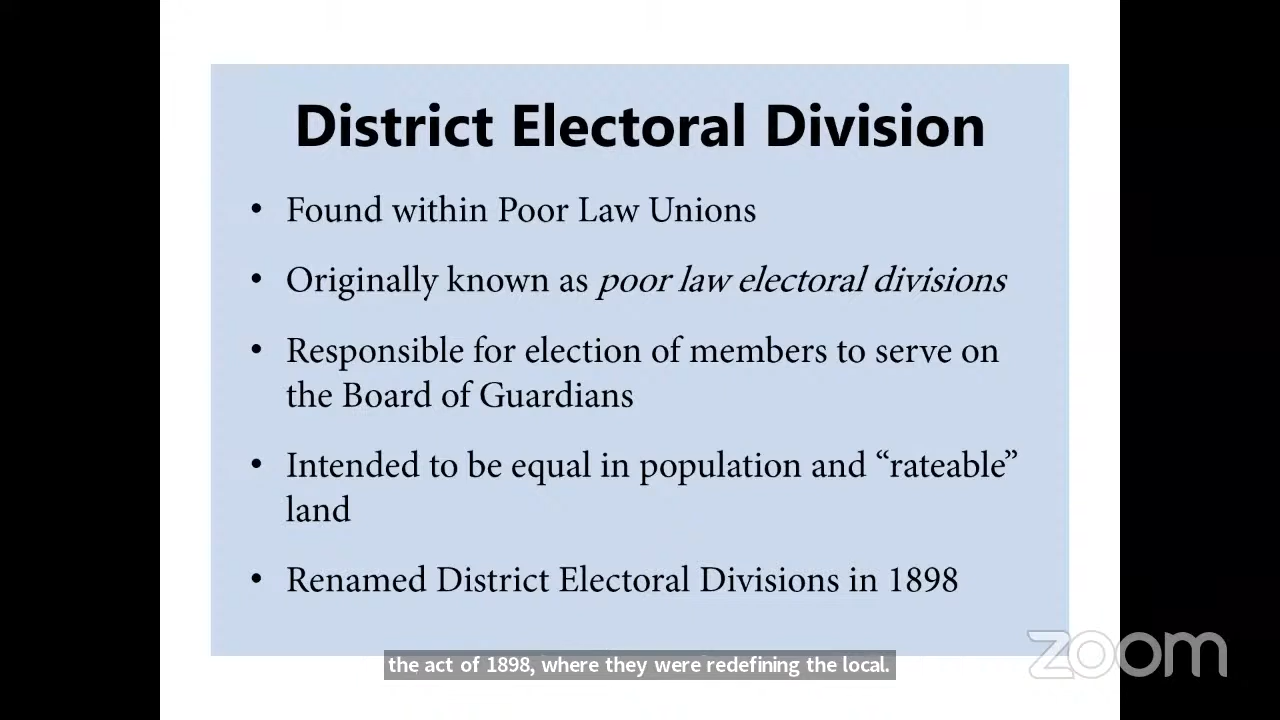 District Electoral Division
• Found within Poor Law Unions
• Originally known as poor law electoral divisions
• Responsible for election of members to serve on
the Board of Guardians
• Intended to be equal in population and “rateable”
land
• Renamed District Electoral Divisions in 1898
the act of 1898, where they were redefining the local.
zoom